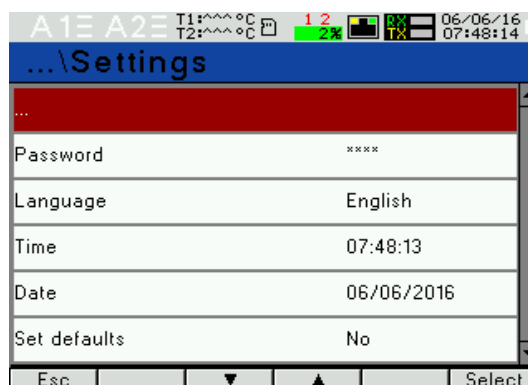 A1 A2 T1:^^^°C 1 2 RX 06/06/16
T2:^^^°C 2% TX 07:48:14
...\Settings
...
Password ****
Language English
Time 07:48:13
Date 06/06/2016
Set defaults No
Esc ▼ ▲ Select